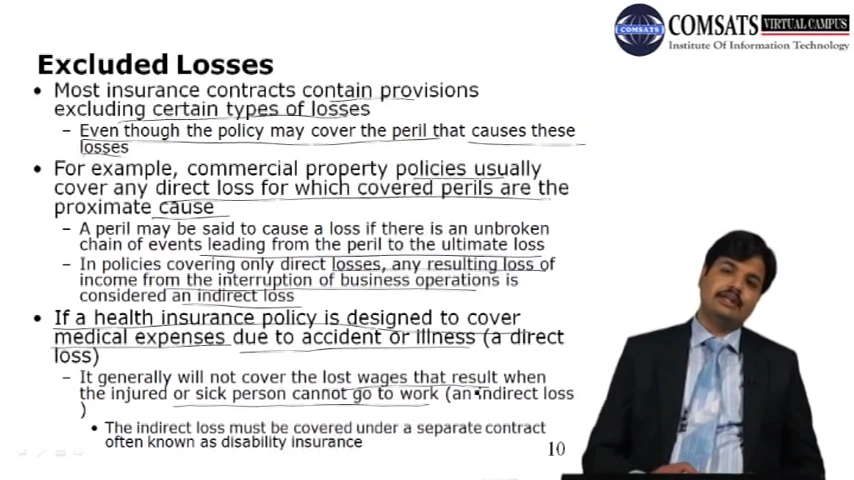 COMSATS
COMSATS VIRTUAL CAMPUS
Institute Of Information Technology
Excluded Losses
• Most insurance contracts contain provisions
excluding certain types of losses
– Even though the policy may cover the peril that causes these
losses
• For example, commercial property policies usually
cover any direct loss for which covered perils are the
proximate cause
– A peril may be said to cause a loss if there is an unbroken
chain of events leading from the peril to the ultimate loss
– In policies covering only direct losses, any resulting loss of
income from the interruption of business operations is
considered an indirect loss
• If a health insurance policy is designed to cover
medical expenses due to accident or illness (a direct
loss)
– It generally will not cover the lost wages that result when
the injured or sick person cannot go to work (an indirect loss
)
• The indirect loss must be covered under a separate contract
often known as disability insurance
10